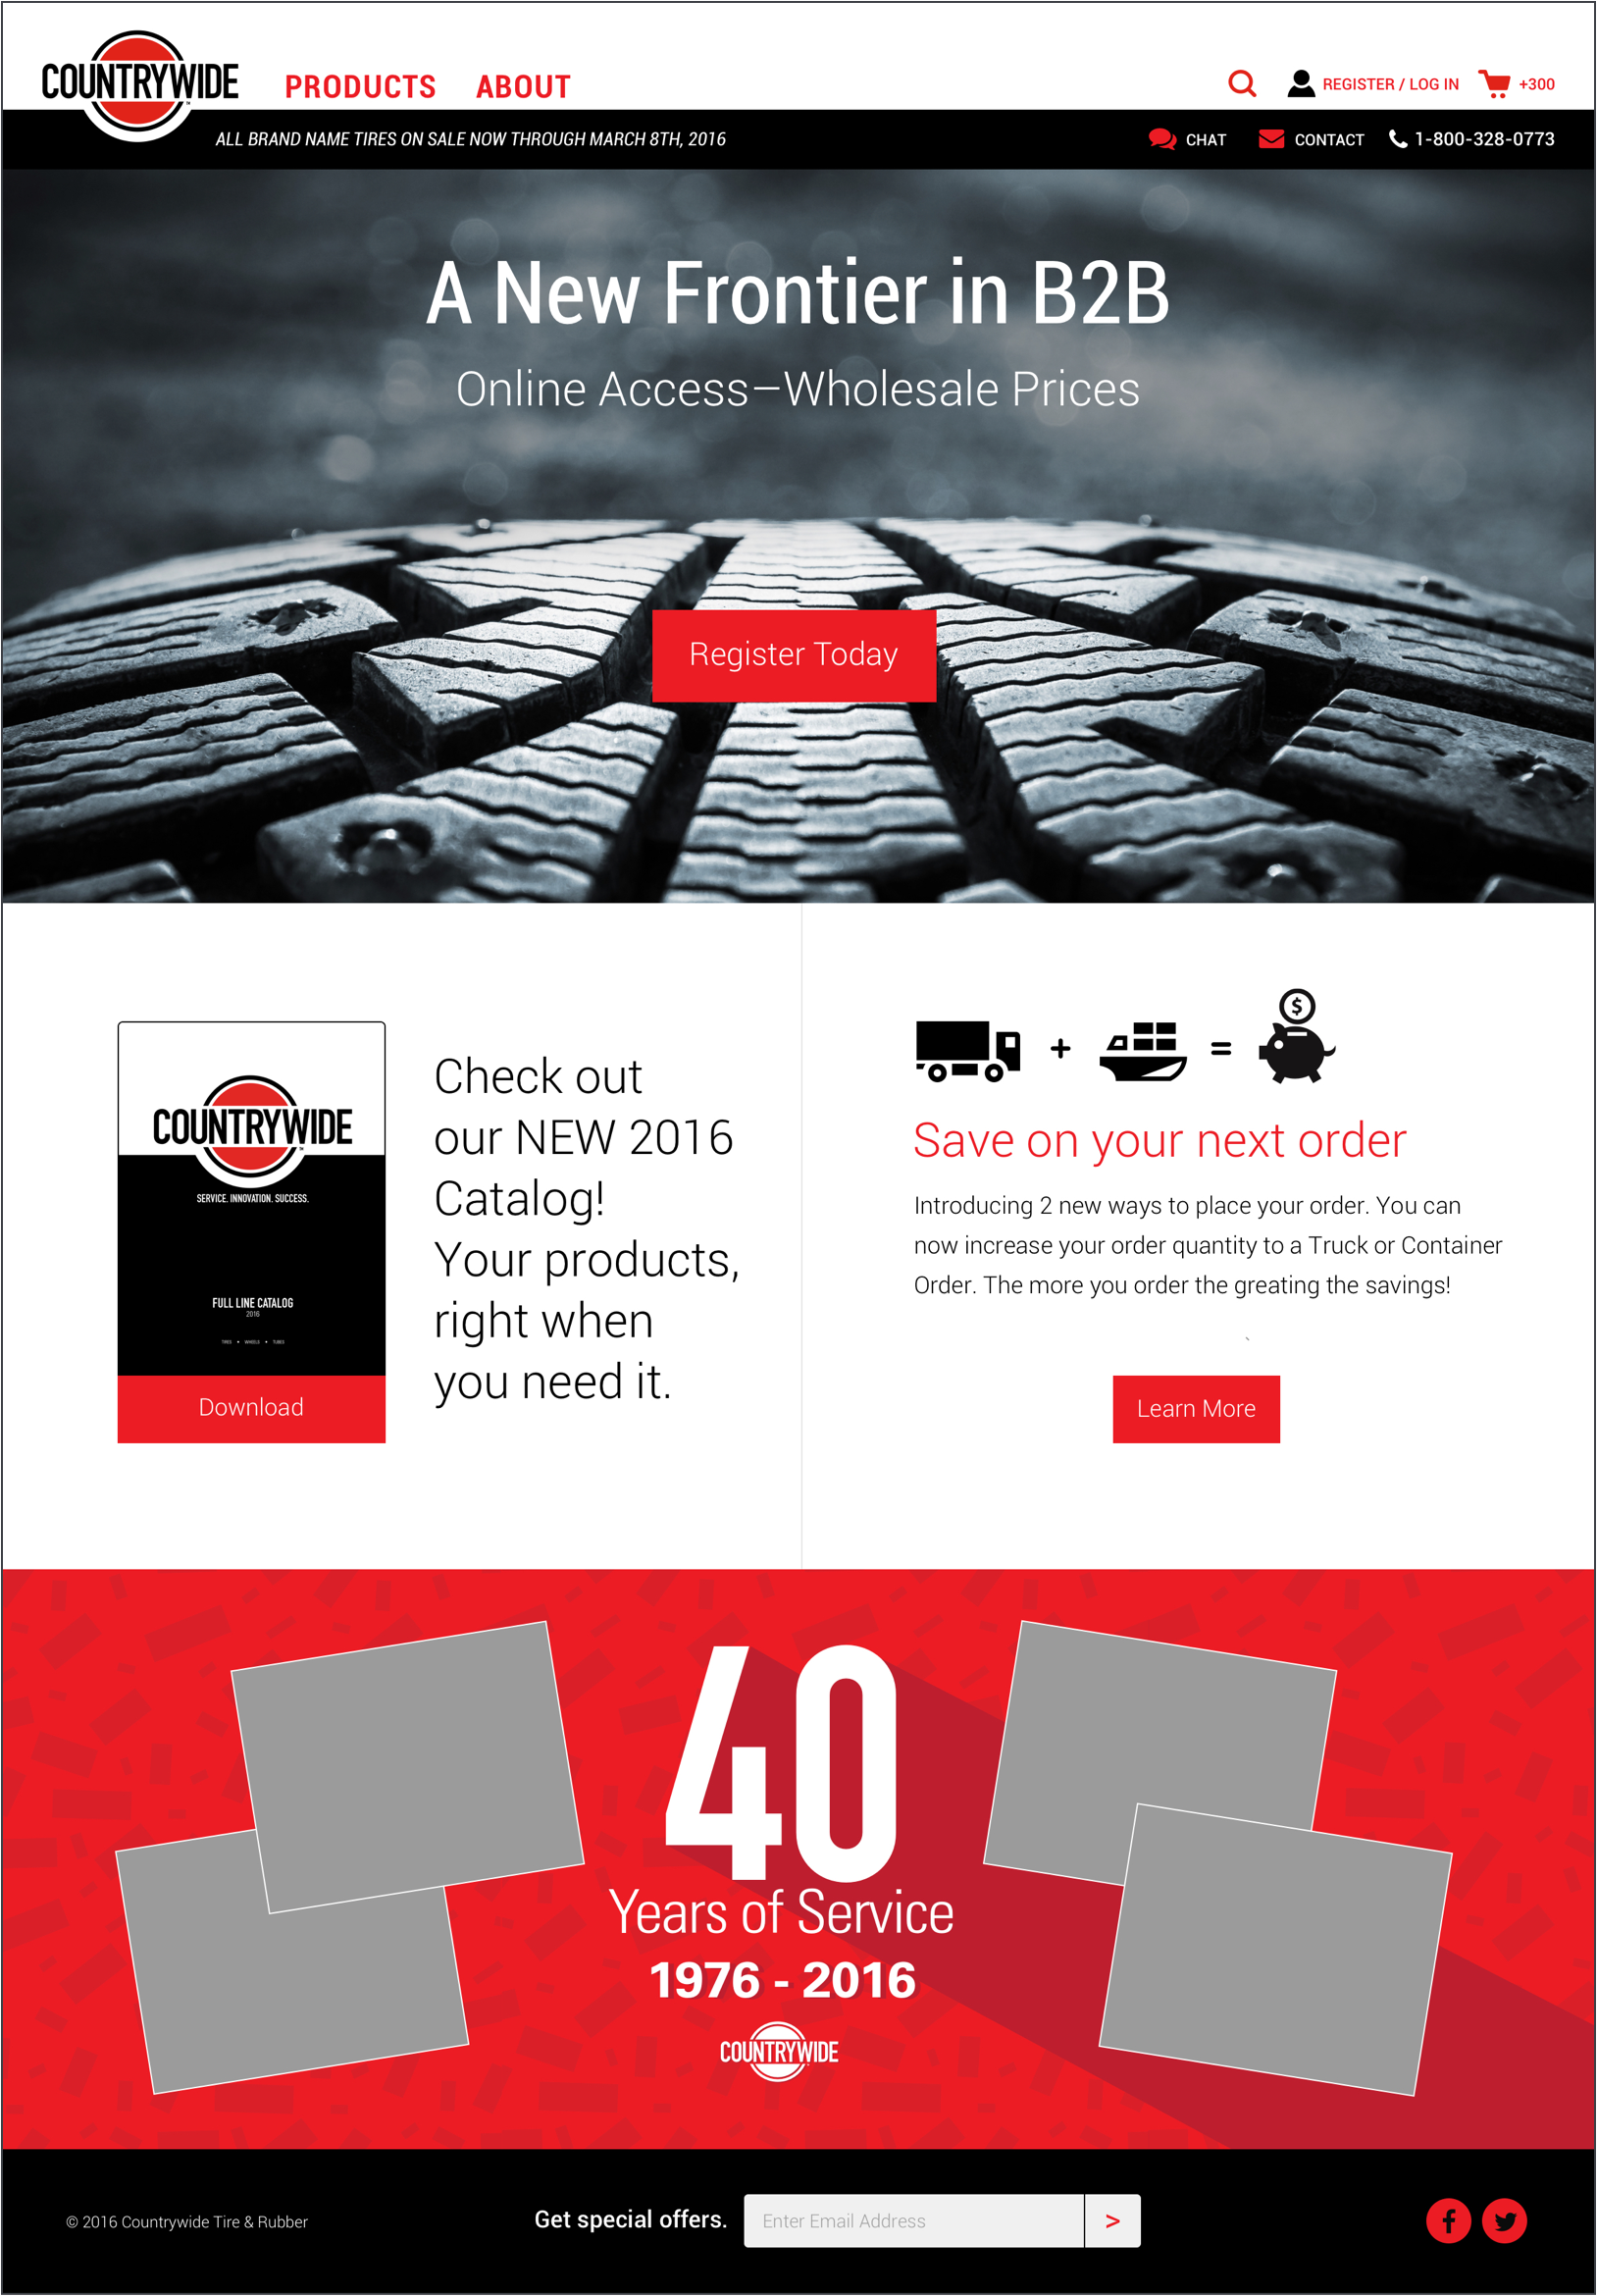 COUNTRYWIDE
PRODUCTS ABOUT
REGISTER / LOG IN +300
ALL BRAND NAME TIRES ON SALE NOW THROUGH MARCH 8TH, 2016
CHAT CONTACT 1-800-328-0773
A New Frontier in B2B
Online Access—Wholesale Prices
Register Today
COUNTRYWIDE
SERVICE. INNOVATION. SUCCESS.
FULL LINE CATALOG
2016
TIRES • WHEELS • TUBES
Download
Check out
our NEW 2016
Catalog!
Your products,
right when
you need it.
+ = $
Save on your next order
Introducing 2 new ways to place your order. You can
now increase your order quantity to a Truck or Container
Order. The more you order the greating the savings!
Learn More
40
Years of Service
1976 - 2016
COUNTRYWIDE
© 2016 Countrywide Tire & Rubber
Get special offers. Enter Email Address >